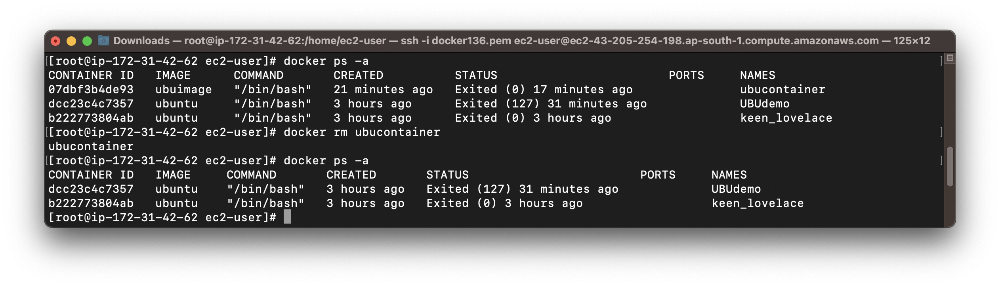 Downloads — root@ip-172-31-42-62:/home/ec2-user — ssh -i docker136.pem ec2-user@ec2-43-205-254-198.ap-south-1.compute.amazonaws.com — 125×12
[[root@ip-172-31-42-62 ec2-user]# docker ps -a ]
CONTAINER ID   IMAGE      COMMAND       CREATED          STATUS                        PORTS     NAMES
07dbf3b4de93   ubuimage   "/bin/bash"   21 minutes ago   Exited (0) 17 minutes ago               ubucontainer
dcc23c4c7357   ubuntu     "/bin/bash"   3 hours ago      Exited (127) 31 minutes ago             UBUdemo
b222773804ab   ubuntu     "/bin/bash"   3 hours ago      Exited (0) 3 hours ago                  keen_lovelace
[[root@ip-172-31-42-62 ec2-user]# docker rm ubucontainer ]
ubucontainer
[[root@ip-172-31-42-62 ec2-user]# docker ps -a ]
CONTAINER ID   IMAGE     COMMAND       CREATED       STATUS                        PORTS     NAMES
dcc23c4c7357   ubuntu    "/bin/bash"   3 hours ago   Exited (127) 31 minutes ago             UBUdemo
b222773804ab   ubuntu    "/bin/bash"   3 hours ago   Exited (0) 3 hours ago                  keen_lovelace
[root@ip-172-31-42-62 ec2-user]#